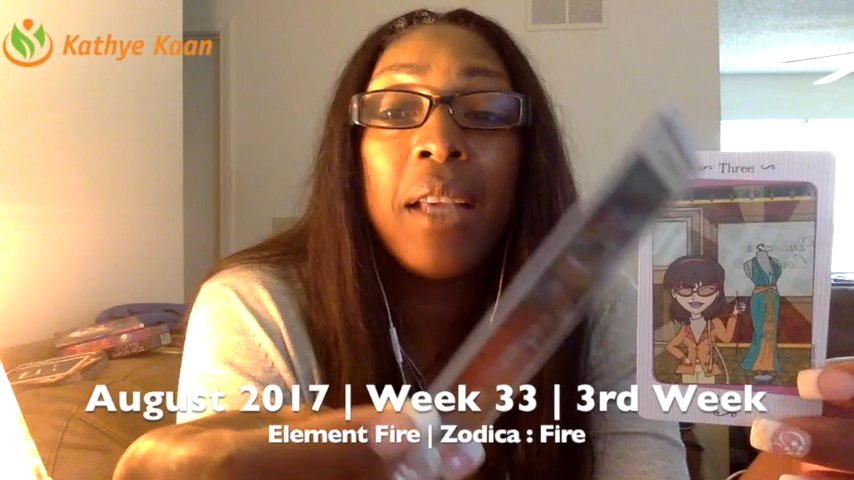 Kathye Kaan
Three
August 2017 | Week 33 | 3rd Week
Element Fire | Zodica : Fire